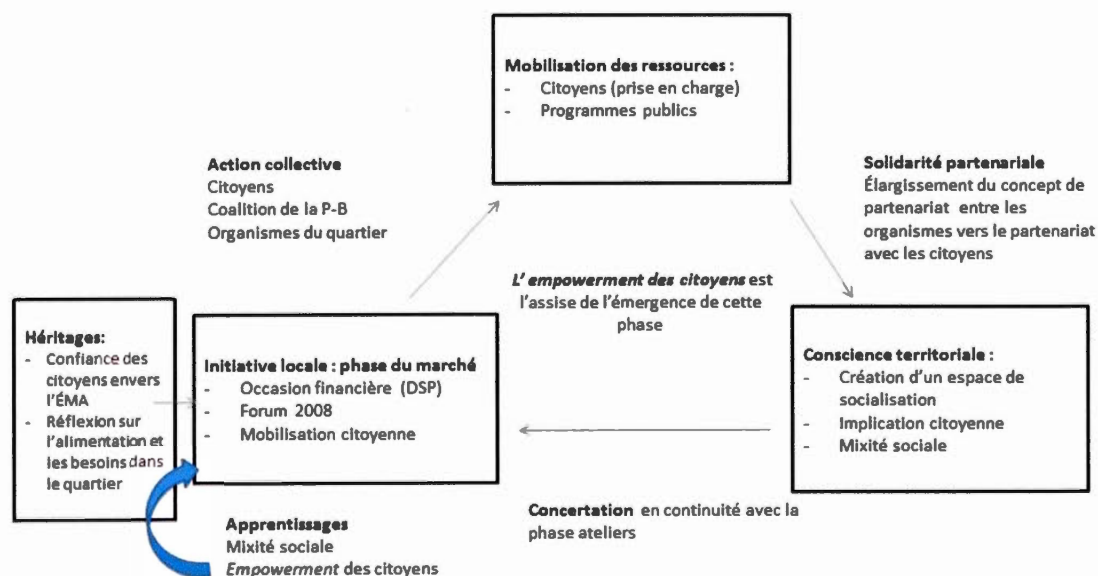 Mobilisation des ressources :
- Citoyens (prise en charge)
- Programmes publics
Action collective
Citoyens
Coalition de la P-B
Organismes du quartier
Solidarité partenariale
Élargissement du concept de
partenariat entre les
organismes vers le partenariat
avec les citoyens
L' empowerment des citoyens est
l'assise de l'émergence de cette
phase
Héritages:
- Confiance des
citoyens envers
l'ÉMA
- Réflexion sur
l'alimentation et
les besoins dans
le quartier
Initiative locale : phase du marché
- Occasion financière (DSP)
- Forum 2008
- Mobilisation citoyenne
Conscience territoriale :
- Création d'un espace de
socialisation
- Implication citoyenne
- Mixité sociale
Concertation en continuité avec la
phase ateliers
Apprentissages
Mixité sociale
Empowerment des citoyens